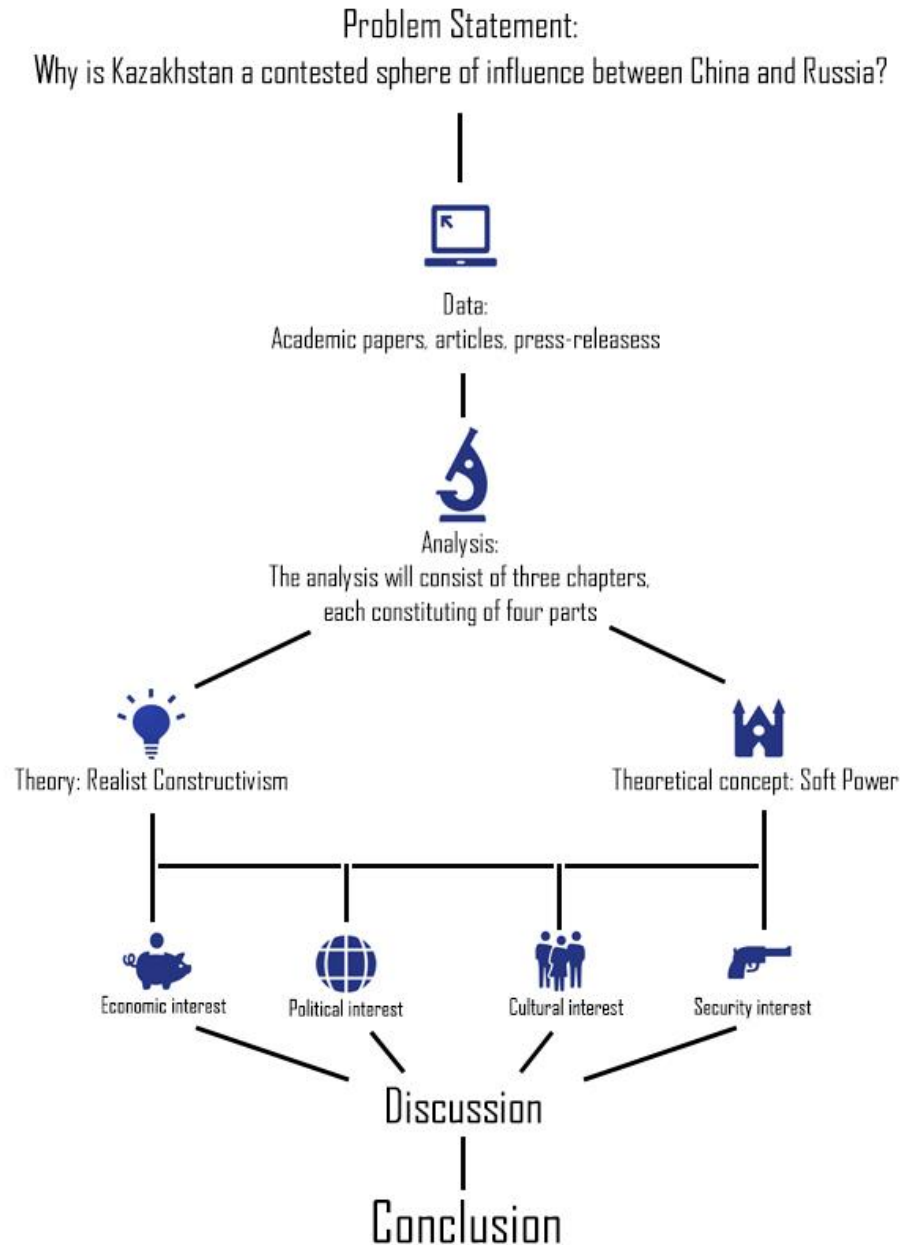 Problem Statement:
Why is Kazakhstan a contested sphere of influence between China and Russia?
Data:
Academic papers, articles, press-releasess
Analysis:
The analysis will consist of three chapters,
each constituting of four parts
Theory: Realist Constructivism
Theoretical concept: Soft Power
Economic interest
Political interest
Cultural interest
Security interest
Discussion
Conclusion